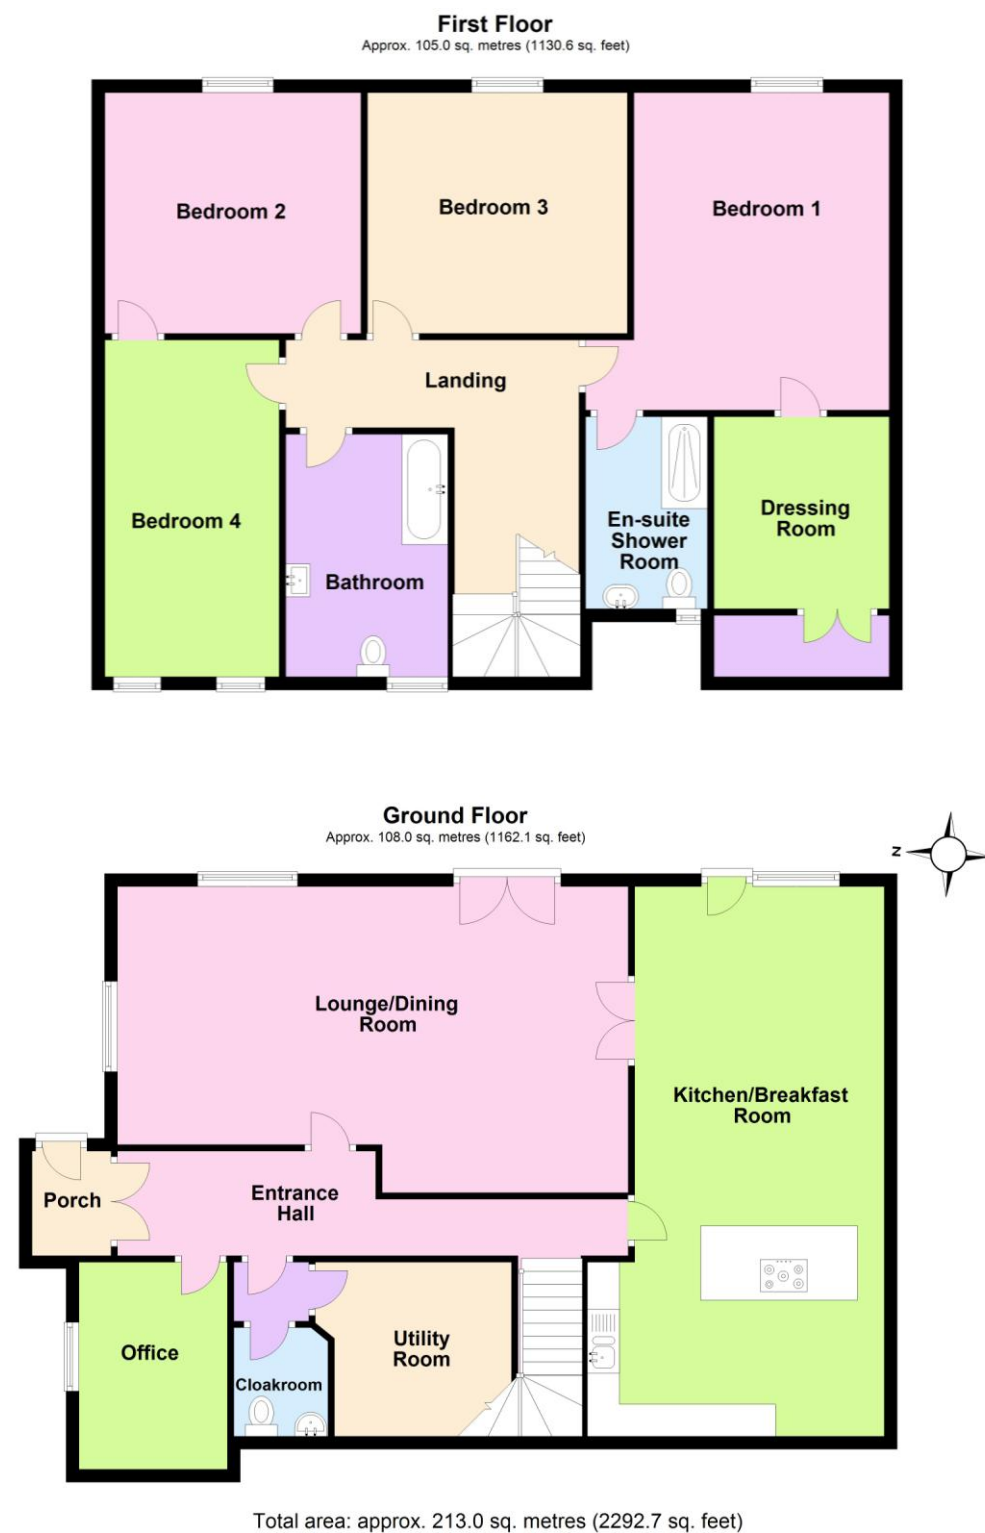 First Floor
Approx. 105.0 sq. metres (1130.6 sq. feet)
Bedroom 2
Bedroom 3
Bedroom 1
Landing
Bedroom 4
Bathroom
En-suite
Shower
Room
Dressing
Room
Ground Floor
Approx. 108.0 sq. metres (1162.1 sq. feet)
N
Lounge/Dining
Room
Kitchen/Breakfast
Room
Porch
Entrance
Hall
Office
Cloakroom
Utility
Room
Total area: approx. 213.0 sq. metres (2292.7 sq. feet)